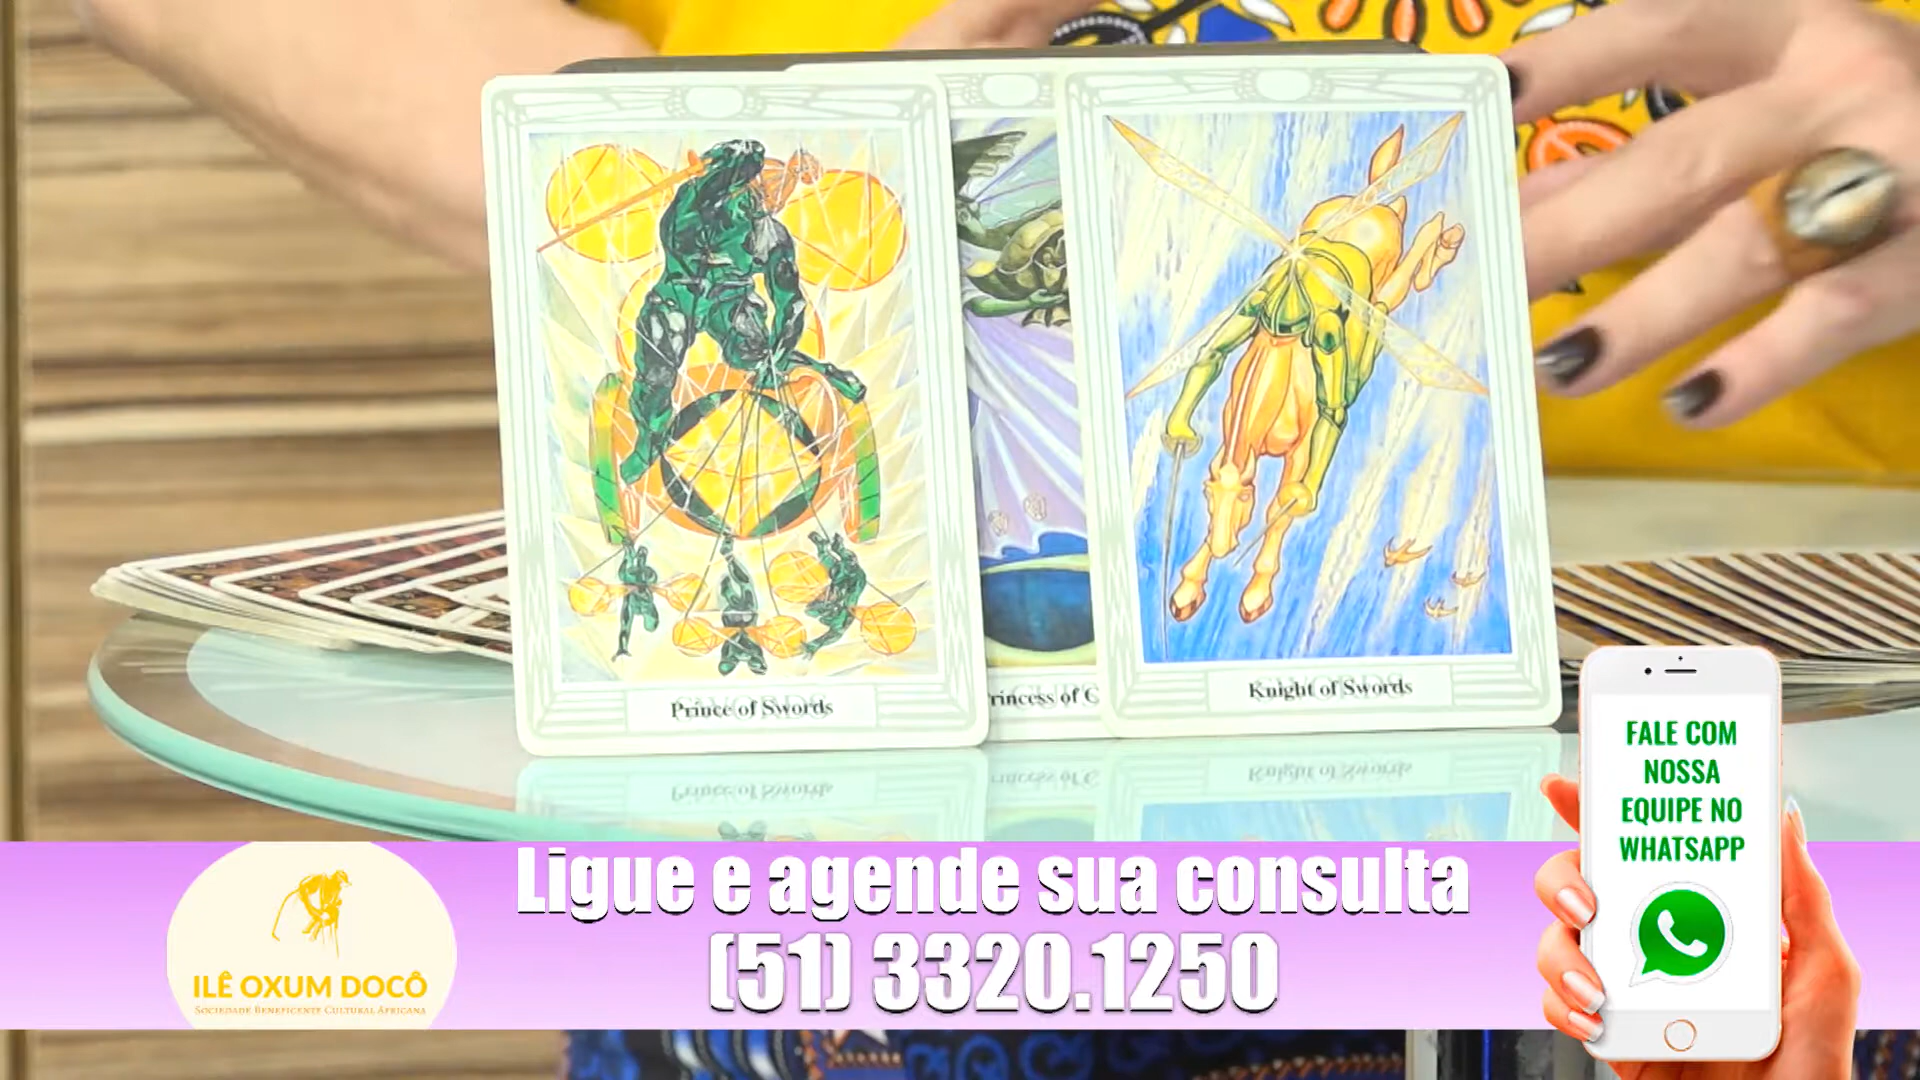 Prince of Swords
Princess of C
Knight of Swords
FALE COM
NOSSA
EQUIPE NO
WHATSAPP
Ligue e agende sua consulta
(51) 3320.1250
ILÊ OXUM DOCÔ
SOCIEDADE BENEFICENTE CULTURAL AFRICANA